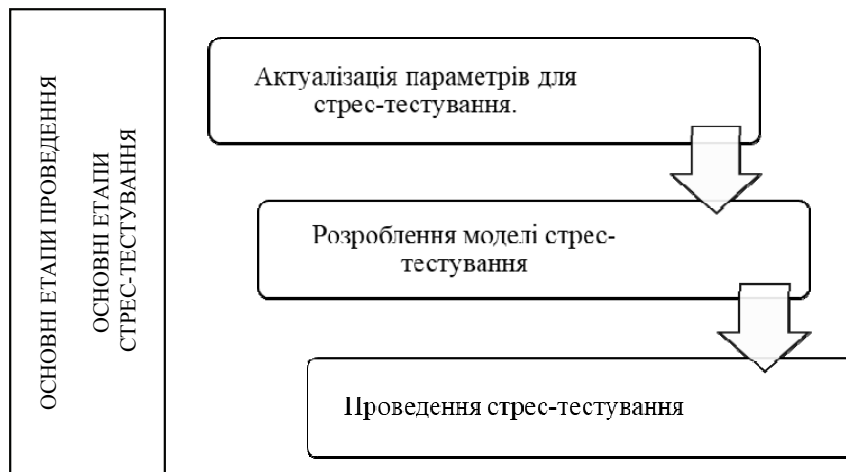 ОСНОВНІ ЕТАПИ ПРОВЕДЕННЯ
ОСНОВНІ ЕТАПИ
СТРЕС-ТЕСТУВАННЯ
Актуалізація параметрів для
стрес-тестування.
Розроблення моделі стрес-
тестування
Проведення стрес-тестування